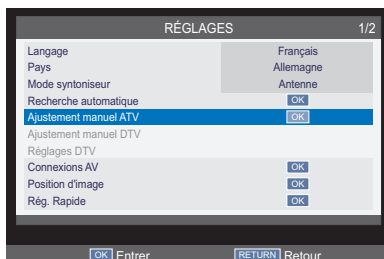 RÉGLAGES 1/2
Langage Français
Pays Allemagne
Mode syntoniseur Antenne
Recherche automatique OK
Ajustement manuel ATV OK
Ajustement manuel DTV
Réglages DTV
Connexions AV OK
Position d'image OK
Rég. Rapide OK
OK Entrer RETURN Retour